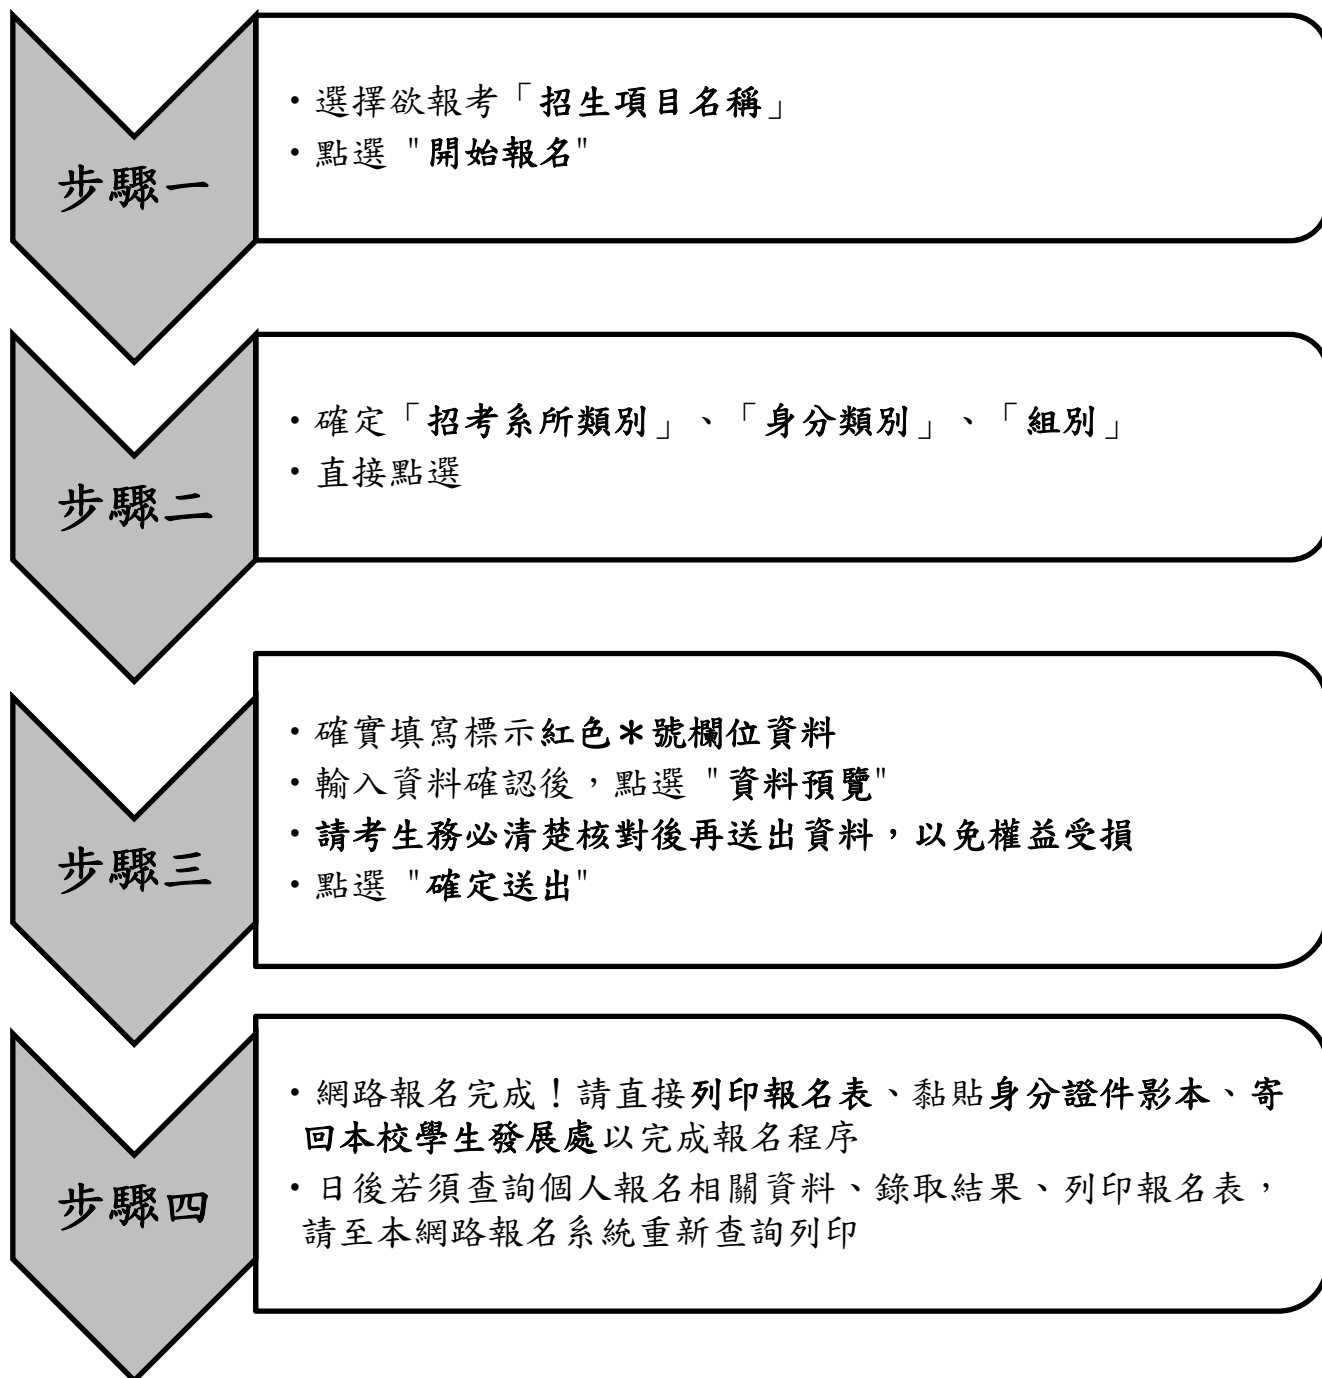 步驟一
・選擇欲報考「招生項目名稱」
・點選 "開始報名"
步驟二
・確定「招考系所類別」、「身分類別」、「組別」
・直接點選
步驟三
・確實填寫標示紅色＊號欄位資料
・輸入資料確認後，點選 "資料預覽"
・請考生務必清楚核對後再送出資料，以免權益受損
・點選 "確定送出"
步驟四
・網路報名完成！請直接列印報名表、黏貼身分證件影本、寄
回本校學生發展處以完成報名程序
・日後若須查詢個人報名相關資料、錄取結果、列印報名表，
請至本網路報名系統重新查詢列印